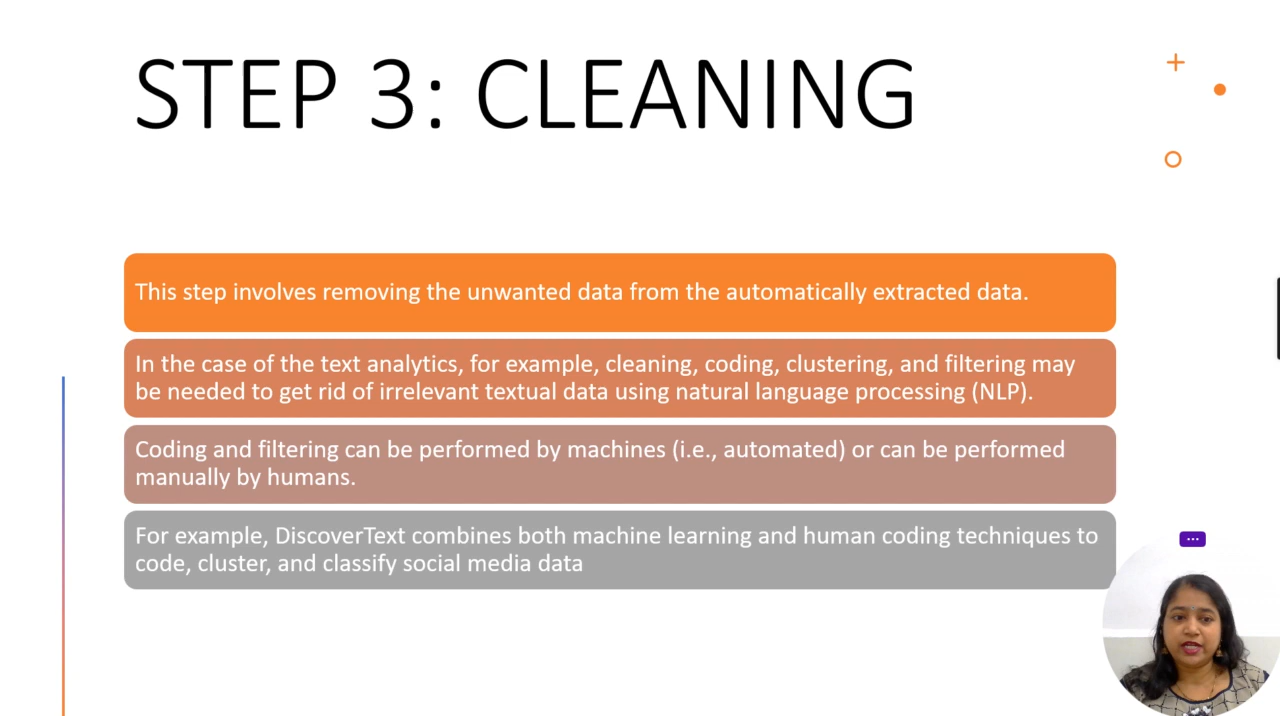 STEP 3: CLEANING
This step involves removing the unwanted data from the automatically extracted data.
In the case of the text analytics, for example, cleaning, coding, clustering, and filtering may
be needed to get rid of irrelevant textual data using natural language processing (NLP).
Coding and filtering can be performed by machines (i.e., automated) or can be performed
manually by humans.
For example, DiscoverText combines both machine learning and human coding techniques to
code, cluster, and classify social media data